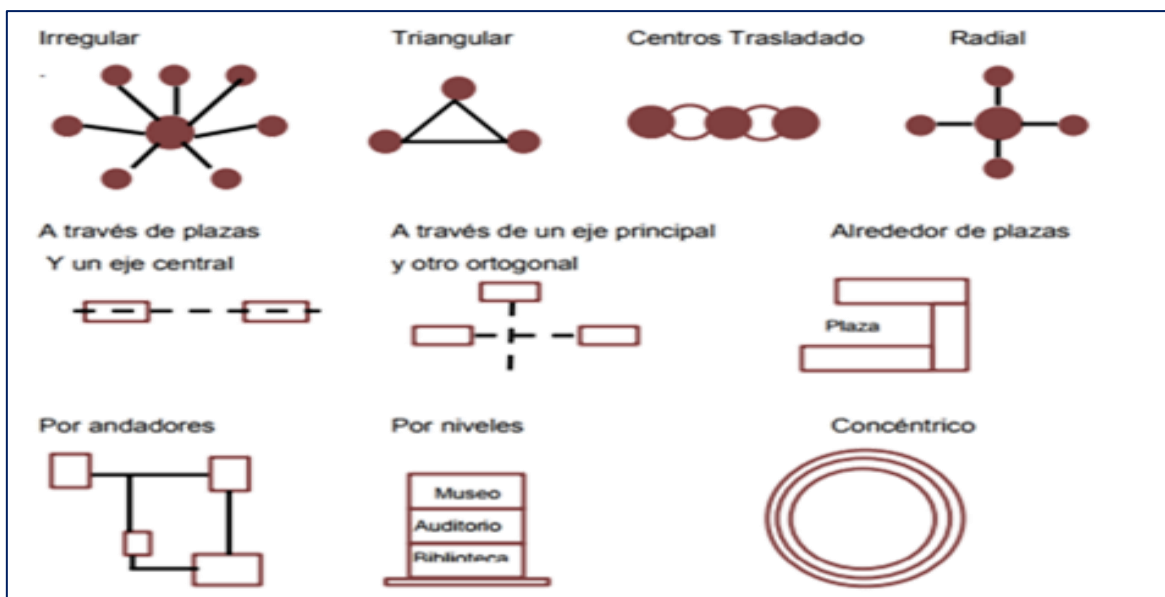 Irregular
Triangular
Centros Trasladado
Radial
A través de plazas
Y un eje central
A través de un eje principal
y otro ortogonal
Alrededor de plazas
Plaza
Por andadores
Por niveles
Museo
Auditorio
Biblioteca
Concéntrico